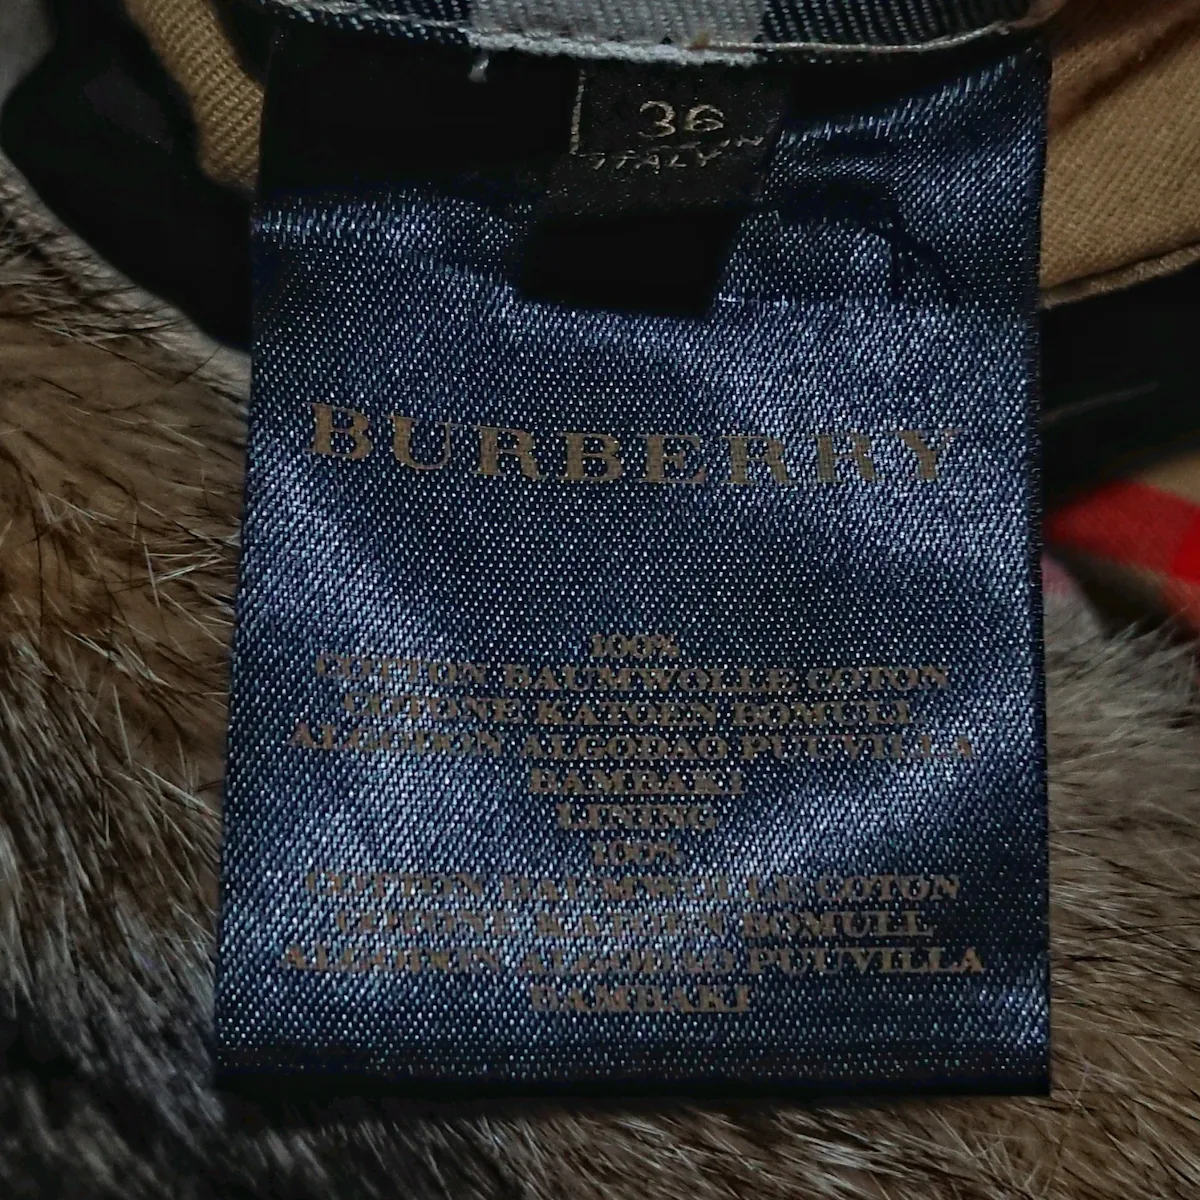 36
ITALY
BURBERRY
100%
COTTON BAUMWOLLE COTON
COTONE KATOEN BOMULL
ALGODON ALGODAO PUUVILLA
BAMBAKI
LINING
100%
COTTON BAUMWOLLE COTON
COTONE KATOEN BOMULL
ALGODON ALGODAO PUUVILLA
BAMBAKI